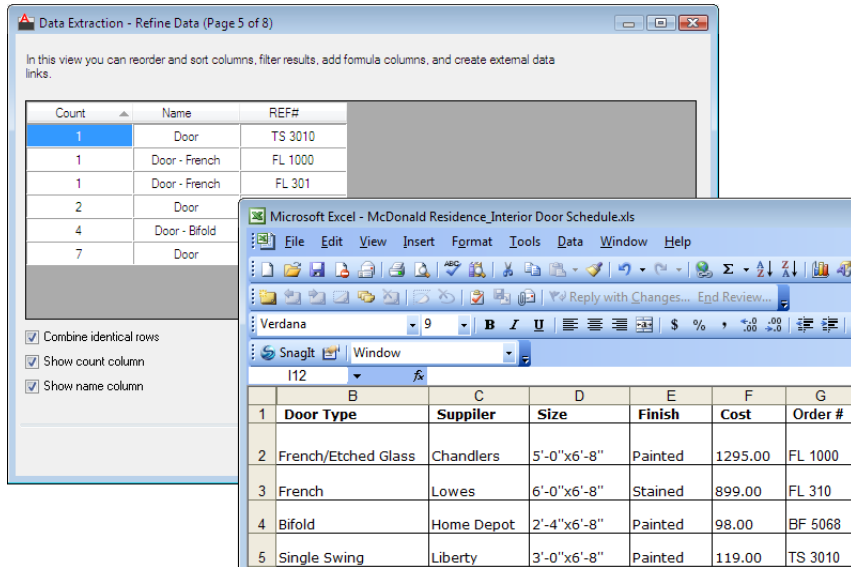 Data Extraction - Refine Data (Page 5 of 8)
In this view you can reorder and sort columns, filter results, add formula columns, and create external data
links.
Count Name REF#
1 Door TS 3010
1 Door - French FL 1000
1 Door - French FL 301
2 Door
4 Door - Bifold
7 Door
Combine identical rows
Show count column
Show name column
Microsoft Excel - McDonald Residence_Interior Door Schedule.xls
File Edit View Insert Format Tools Data Window Help
Reply with Changes... End Review...
Verdana 9 B I U $ % ,
SnagIt Window
I12 fx
B C D E F G
1 Door Type Suppiler Size Finish Cost Order #
2 French/Etched Glass Chandlers 5'-0"x6'-8" Painted 1295.00 FL 1000
3 French Lowes 6'-0"x6'-8" Stained 899.00 FL 310
4 Bifold Home Depot 2'-4"x6'-8" Painted 98.00 BF 5068
5 Single Swing Liberty 3'-0"x6'-8" Painted 119.00 TS 3010